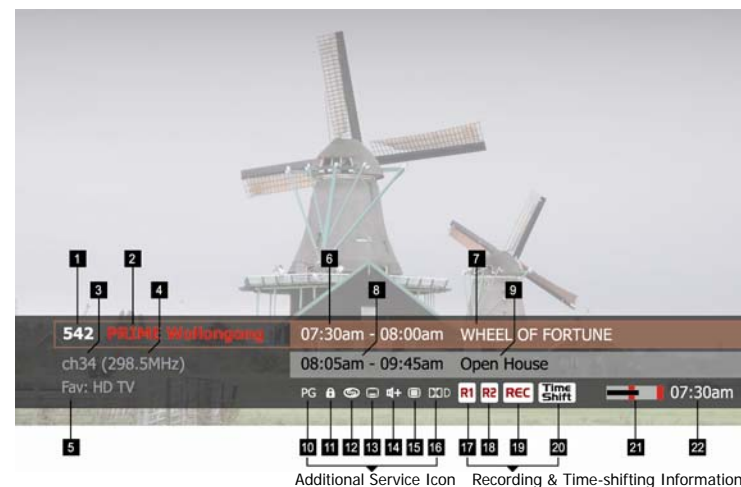 1 2 6 7
3 4 8 9
542 PRIME Wollongong 07:30am - 08:00am WHEEL OF FORTUNE
ch34 (298.5MHz) 08:05am - 09:45am Open House
Fav: HD TV PG D R1 R2 REC Time Shift 07:30am
5 10 11 12 13 14 15 16 17 18 19 20 21 22
Additional Service Icon Recording & Time-shifting Information